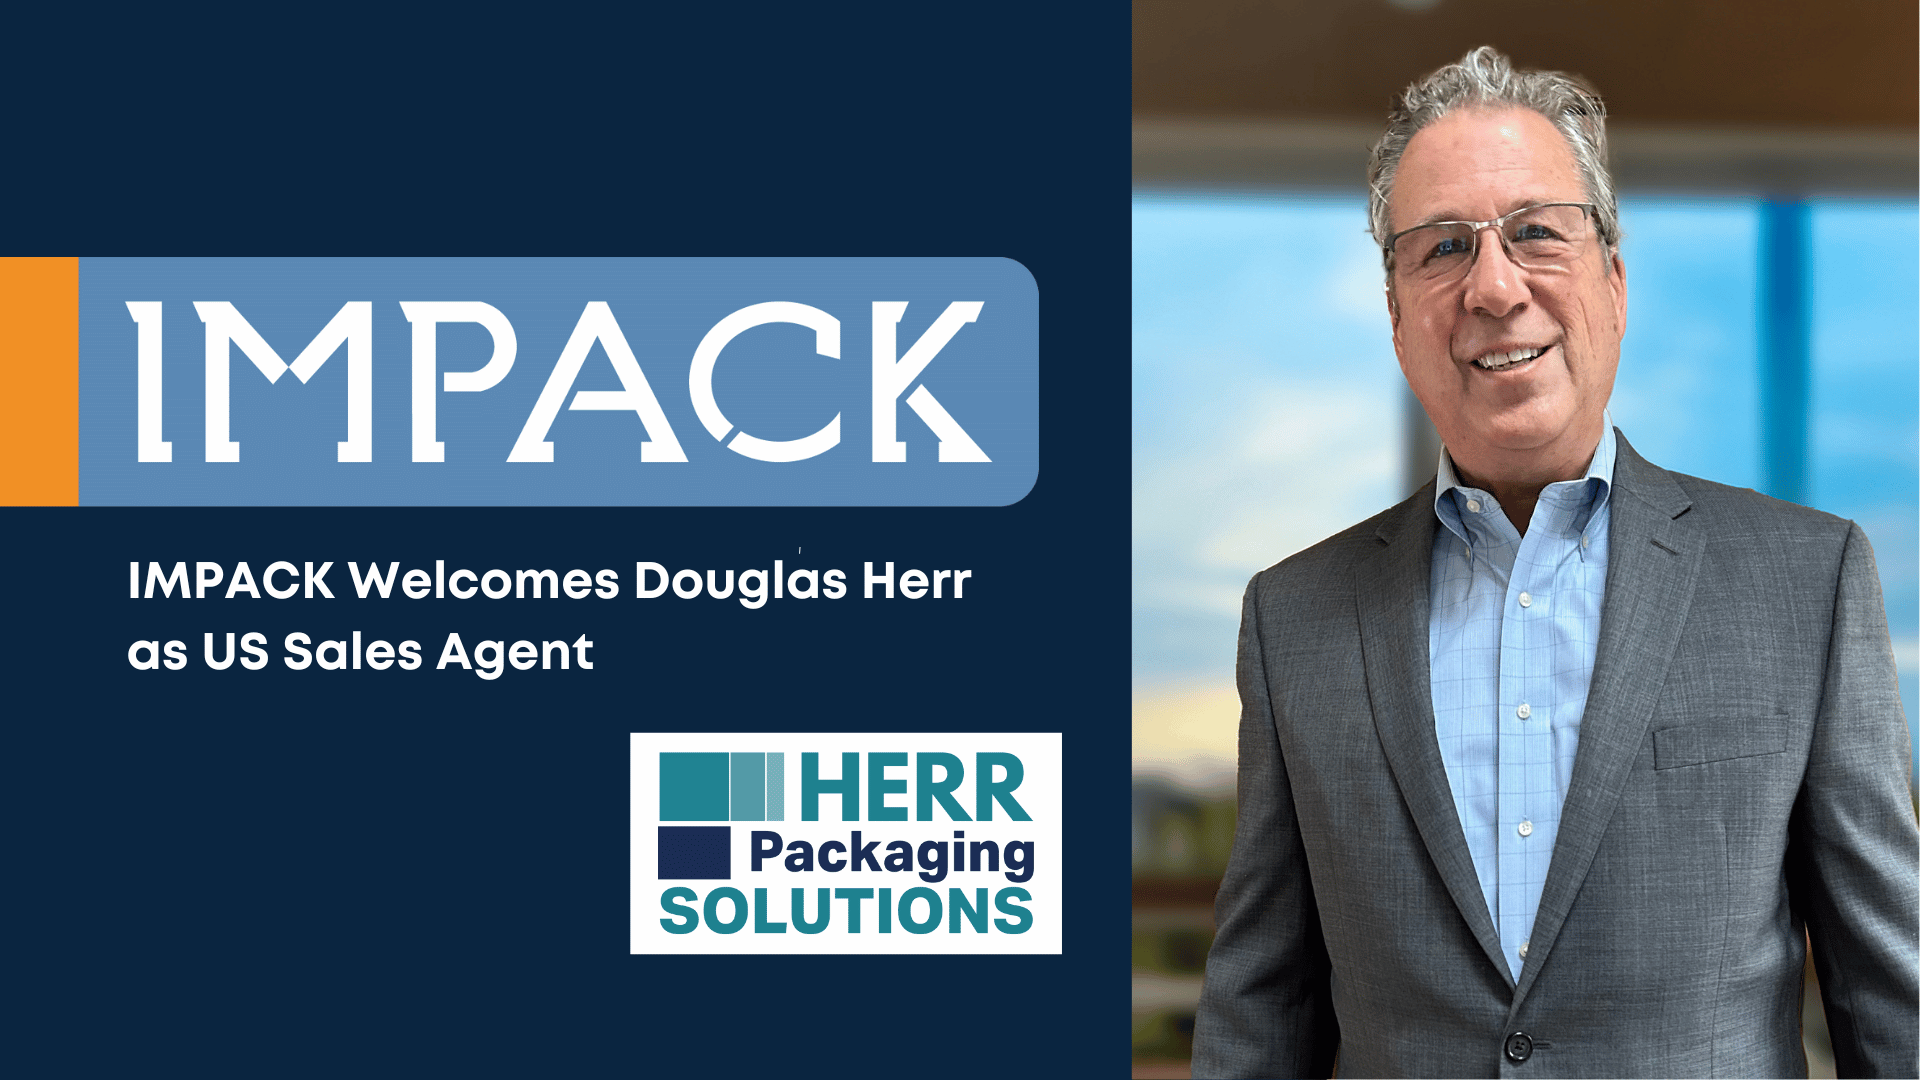 IMPACK
IMPACK Welcomes Douglas Herr
as US Sales Agent
HERR
Packaging
SOLUTIONS